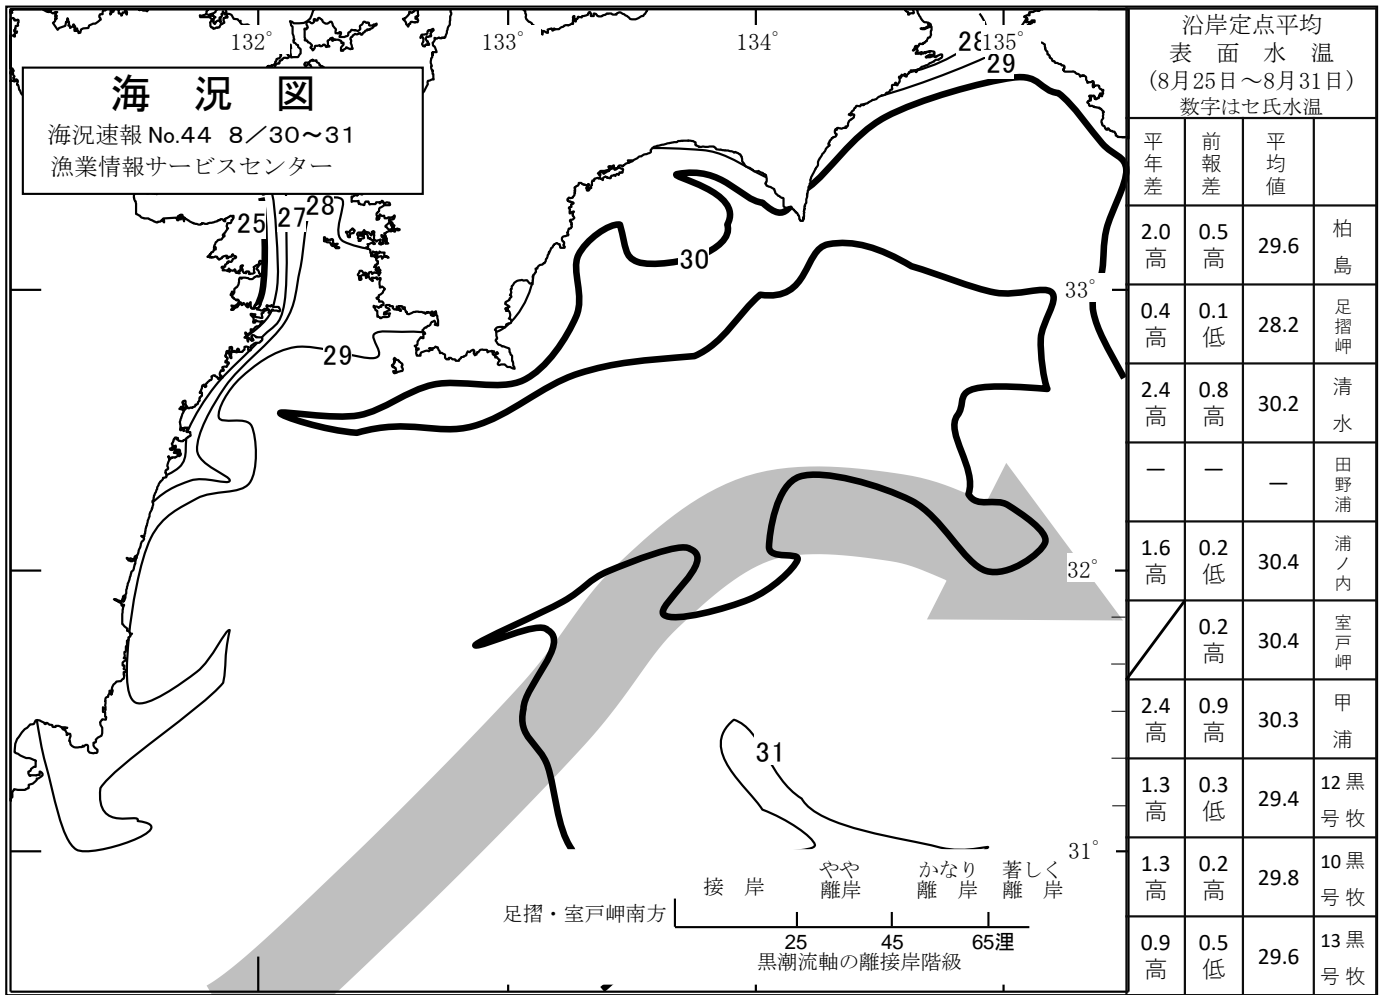 132°
133°
134°
135°
28
29
海 況 図
海況速報 No.44 8/30~31
漁業情報サービスセンター
25
27
28
30
33°
29
32°
31
31°
接 岸
やや
離岸
かなり
離 岸
著しく
離 岸
足摺・室戸岬南方
25
45
65浬
黒潮流軸の離接岸階級
沿岸定点平均
表 面 水 温
(8月25日~8月31日)
数字はセ氏水温
平年差 前報差 平均値
2.0高 0.5高 29.6 柏島
0.4高 0.1低 28.2 足摺岬
2.4高 0.8高 30.2 清水
― ― ― 田野浦
1.6高 0.2低 30.4 浦ノ内
0.2高 30.4 室戸岬
2.4高 0.9高 30.3 甲浦
1.3高 0.3低 29.4 黒牧12号
1.3高 0.2高 29.8 黒牧10号
0.9高 0.5低 29.6 黒牧13号